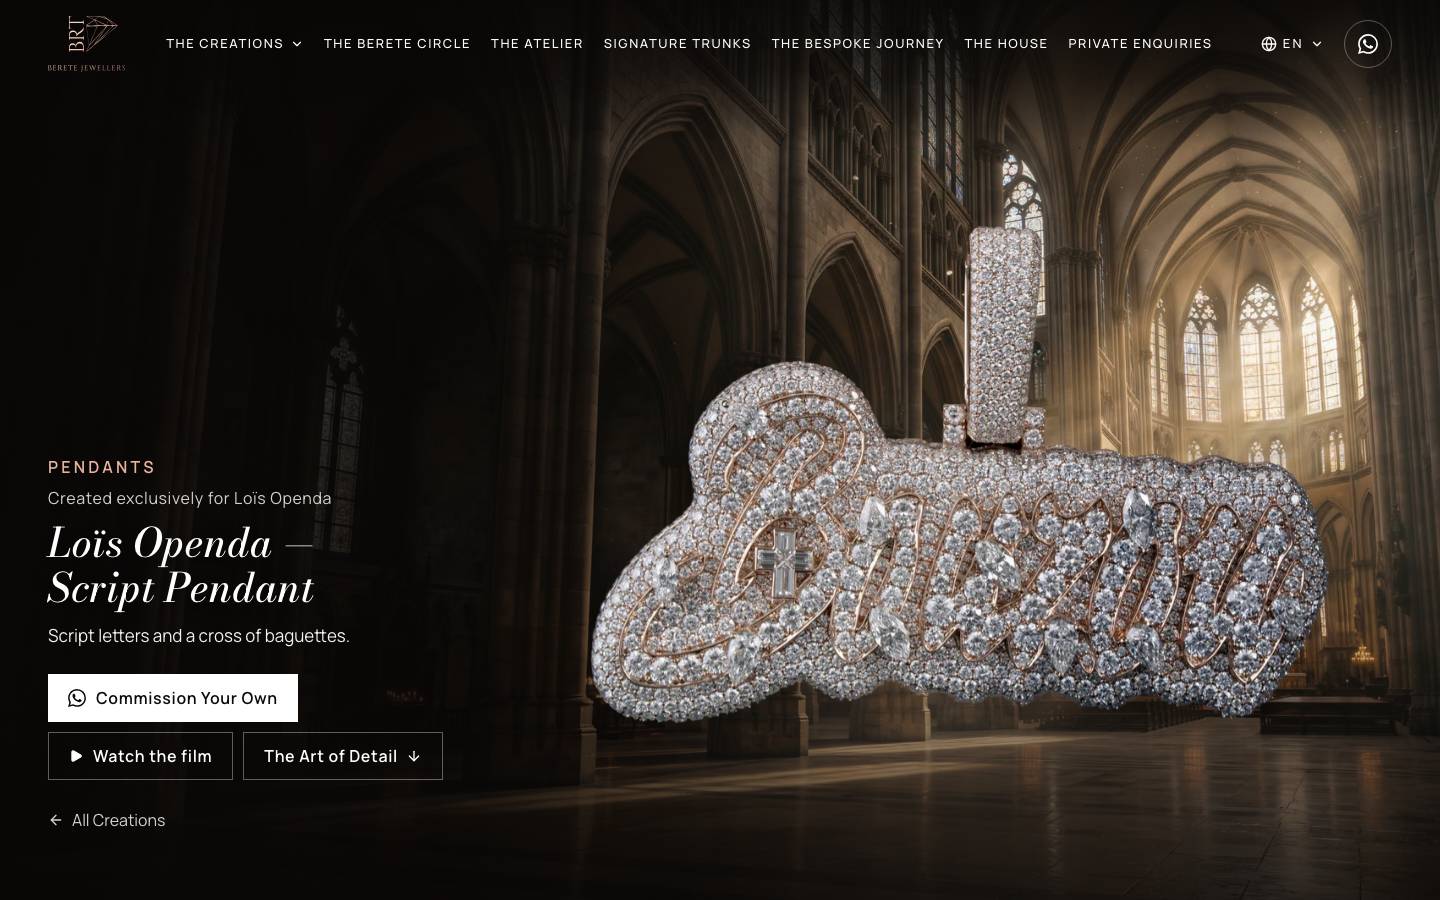 BRT
BERETE JEWELLERS
THE CREATIONS
THE BERETE CIRCLE
THE ATELIER
SIGNATURE TRUNKS
THE BESPOKE JOURNEY
THE HOUSE
PRIVATE ENQUIRIES
EN
PENDANTS
Created exclusively for Loïs Openda
Loïs Openda —
Script Pendant
Script letters and a cross of baguettes.
Commission Your Own
Watch the film
The Art of Detail ↓
← All Creations